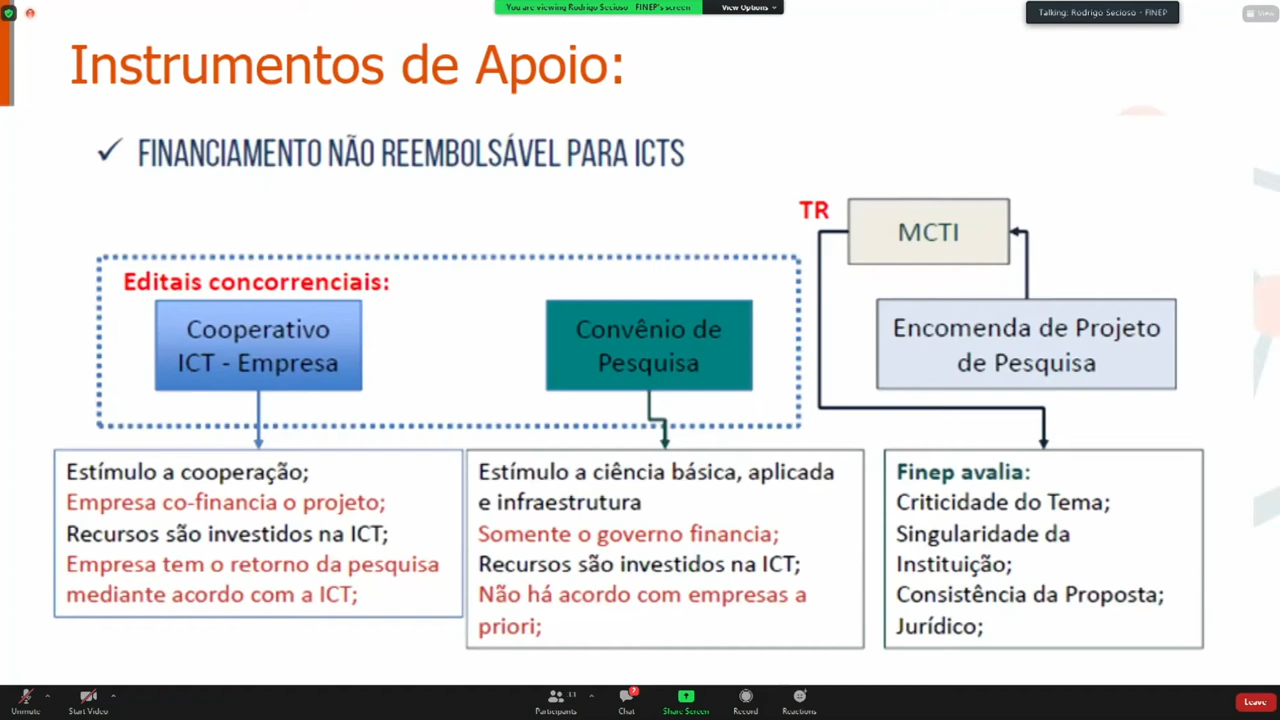 You are viewing Rodrigo Secioso - FINEP's screen
View Options
Talking: Rodrigo Secioso - FINEP
View
Instrumentos de Apoio:
✓ FINANCIAMENTO NÃO REEMBOLSÁVEL PARA ICTS
TR
MCTI
Editais concorrenciais:
Cooperativo
ICT - Empresa
Convênio de
Pesquisa
Encomenda de Projeto
de Pesquisa
Estímulo a cooperação;
Empresa co-financia o projeto;
Recursos são investidos na ICT;
Empresa tem o retorno da pesquisa
mediante acordo com a ICT;
Estímulo a ciência básica, aplicada
e infraestrutura
Somente o governo financia;
Recursos são investidos na ICT;
Não há acordo com empresas a
priori;
Finep avalia:
Criticidade do Tema;
Singularidade da
Instituição;
Consistência da Proposta;
Jurídico;
Unmute
Start Video
Participants
Chat
7
Share Screen
Record
Reactions
Leave